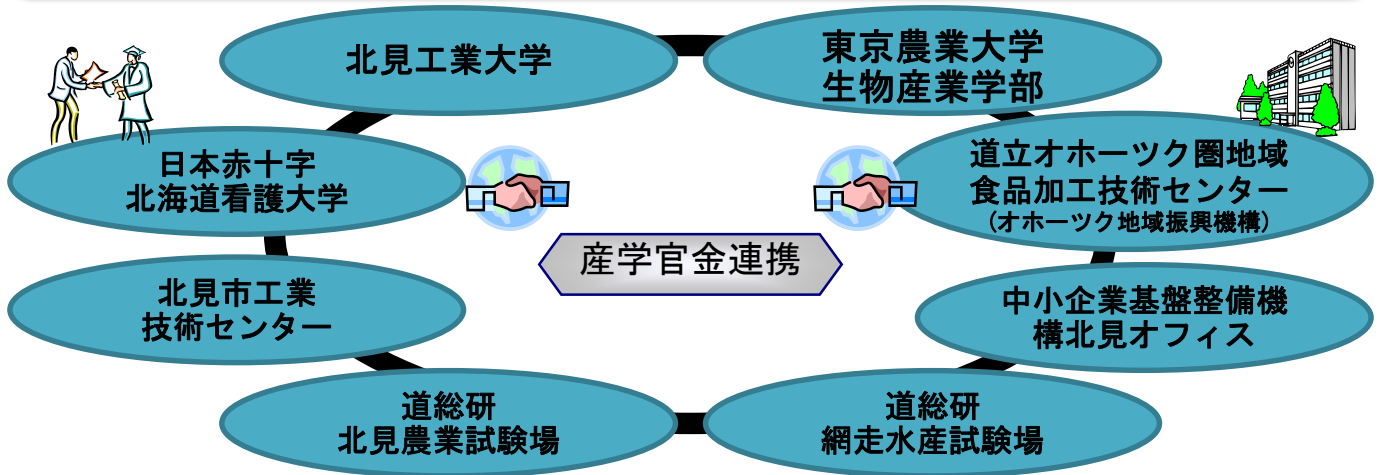 北見工業大学
東京農業大学
生物産業学部
日本赤十字
北海道看護大学
道立オホーツク圏地域
食品加工技術センター
(オホーツク地域振興機構)
産学官金連携
北見市工業
技術センター
中小企業基盤整備機
構北見オフィス
道総研
北見農業試験場
道総研
網走水産試験場